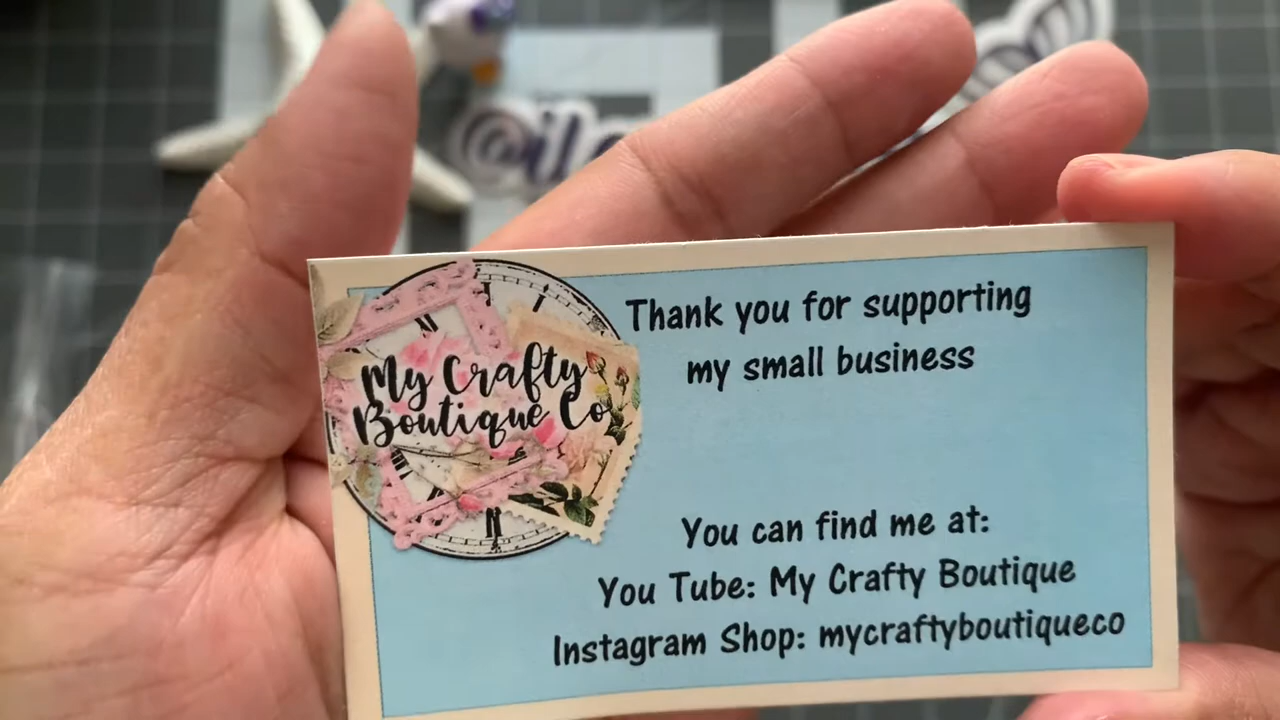 My Crafty
Boutique Co
Thank you for supporting
my small business
You can find me at:
You Tube: My Crafty Boutique
Instagram Shop: mycraftyboutiqueco